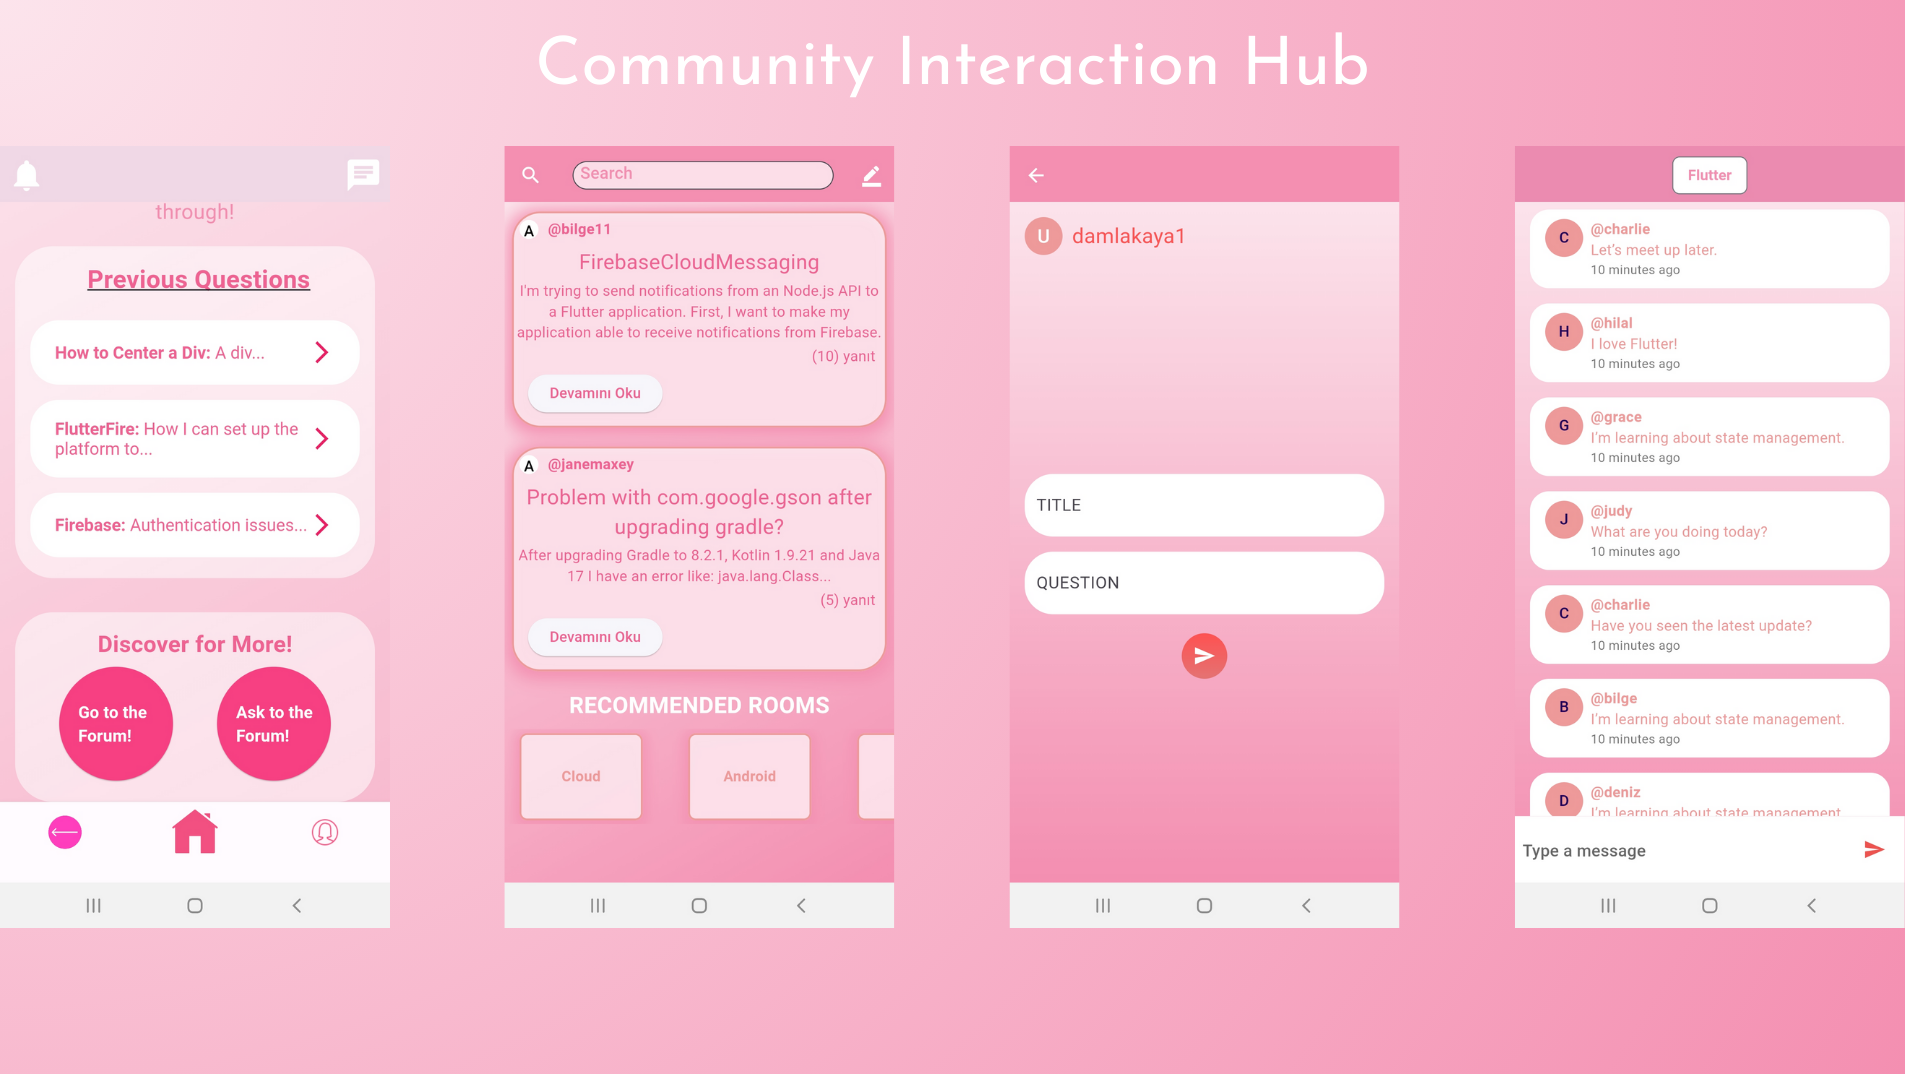 Community Interaction Hub
through!
Previous Questions
How to Center a Div: A div...
FlutterFire: How I can set up the
platform to...
Firebase: Authentication issues...
Discover for More!
Go to the
Forum!
Ask to the
Forum!
Search
A @bilge11
FirebaseCloudMessaging
I'm trying to send notifications from an Node.js API to
a Flutter application. First, I want to make my
application able to receive notifications from Firebase.
(10) yanıt
Devamını Oku
A @janemaxey
Problem with com.google.gson after
upgrading gradle?
After upgrading Gradle to 8.2.1, Kotlin 1.9.21 and Java
17 I have an error like: java.lang.Class...
(5) yanıt
Devamını Oku
RECOMMENDED ROOMS
Cloud
Android
U damlakaya1
TITLE
QUESTION
Flutter
C
@charlie
Let's meet up later.
10 minutes ago
H
@hilal
I love Flutter!
10 minutes ago
G
@grace
I'm learning about state management.
10 minutes ago
J
@judy
What are you doing today?
10 minutes ago
C
@charlie
Have you seen the latest update?
10 minutes ago
B
@bilge
I'm learning about state management.
10 minutes ago
D
@deniz
I'm learning about state management
Type a message